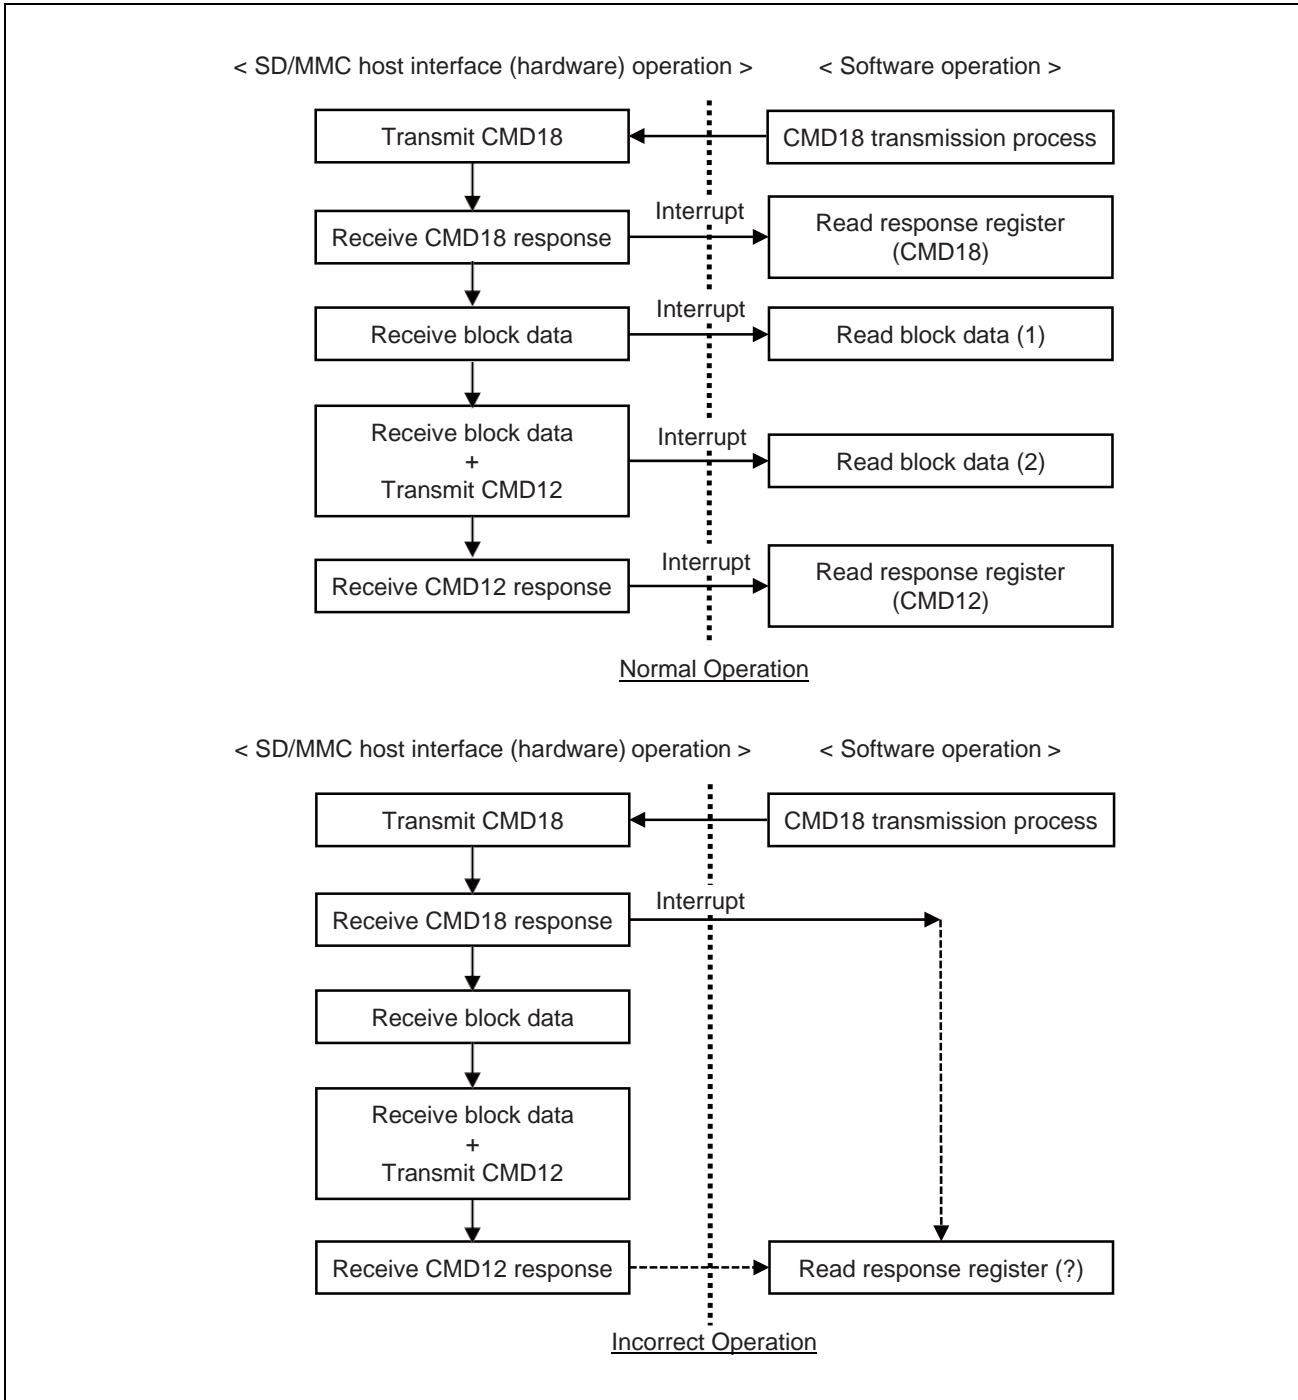 < SD/MMC host interface (hardware) operation >
< Software operation >
Transmit CMD18
CMD18 transmission process
Receive CMD18 response
Interrupt
Read response register
(CMD18)
Receive block data
Interrupt
Read block data (1)
Receive block data
+
Transmit CMD12
Interrupt
Read block data (2)
Receive CMD12 response
Interrupt
Read response register
(CMD12)
Normal Operation
< SD/MMC host interface (hardware) operation >
< Software operation >
Transmit CMD18
CMD18 transmission process
Receive CMD18 response
Interrupt
Receive block data
Receive block data
+
Transmit CMD12
Receive CMD12 response
Read response register (?)
Incorrect Operation